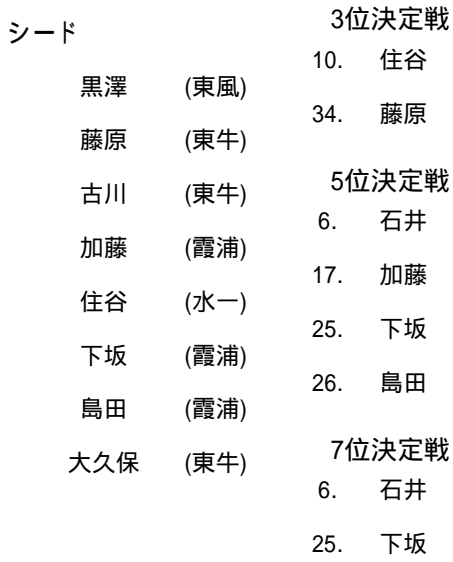 シード
黒澤 (東風)
藤原 (東牛)
古川 (東牛)
加藤 (霞浦)
住谷 (水一)
下坂 (霞浦)
島田 (霞浦)
大久保 (東牛)
3位決定戦
10. 住谷
34. 藤原
5位決定戦
6. 石井
17. 加藤
25. 下坂
26. 島田
7位決定戦
6. 石井
25. 下坂